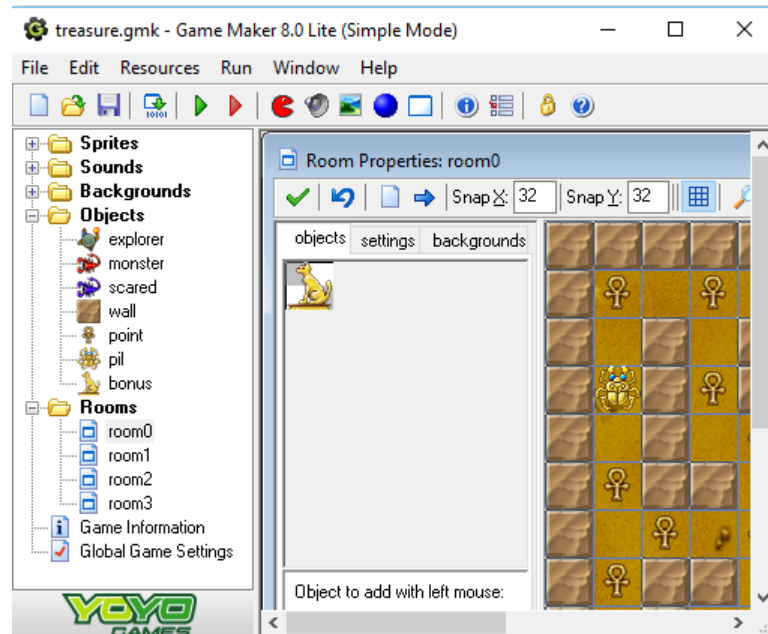 treasure.gmk - Game Maker 8.0 Lite (Simple Mode)
File Edit Resources Run Window Help
Sprites
Sounds
Backgrounds
Objects
explorer
monster
scared
wall
point
pil
bonus
Rooms
room0
room1
room2
room3
Game Information
Global Game Settings
YOYO
GAMES
Room Properties: room0
Snap X: 32 Snap Y: 32
objects settings backgrounds
Object to add with left mouse: